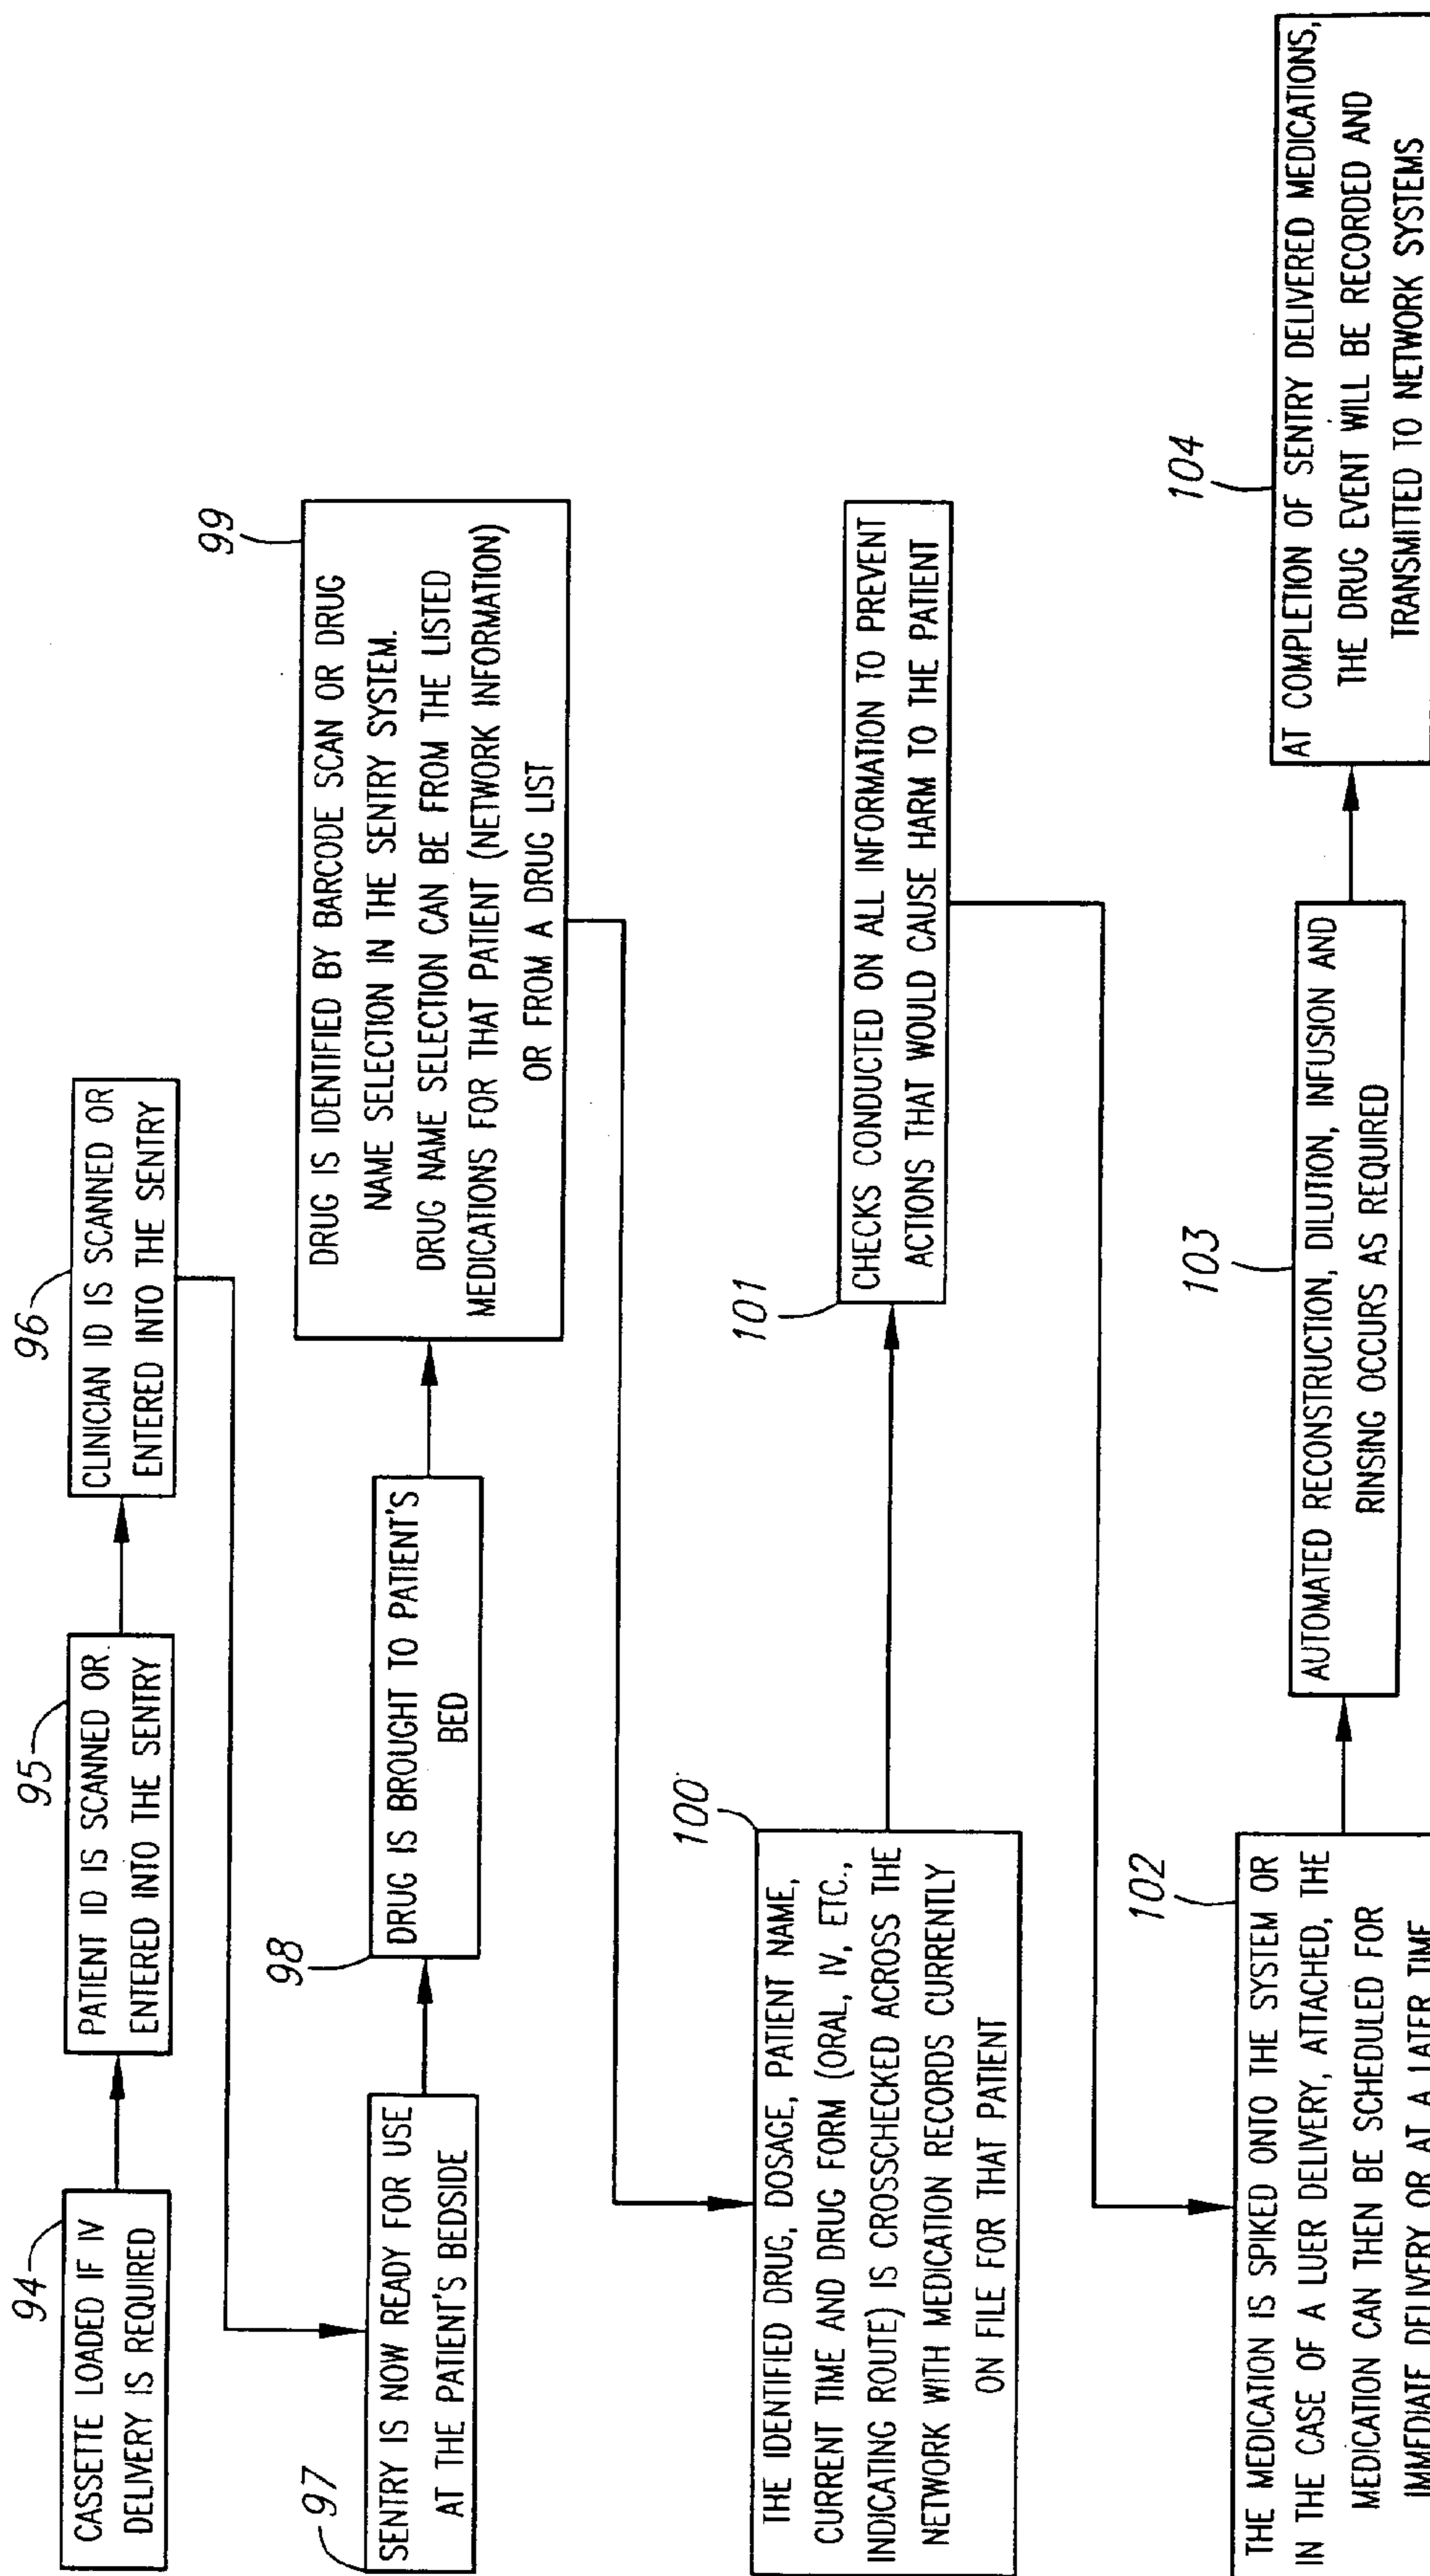 94
CASSETTE LOADED IF IV
DELIVERY IS REQUIRED
95
PATIENT ID IS SCANNED OR
ENTERED INTO THE SENTRY
96
CLINICIAN ID IS SCANNED OR
ENTERED INTO THE SENTRY
97
SENTRY IS NOW READY FOR USE
AT THE PATIENT'S BEDSIDE
98
DRUG IS BROUGHT TO PATIENT'S
BED
99
DRUG IS IDENTIFIED BY BARCODE SCAN OR DRUG
NAME SELECTION IN THE SENTRY SYSTEM.
DRUG NAME SELECTION CAN BE FROM THE LISTED
MEDICATIONS FOR THAT PATIENT (NETWORK INFORMATION)
OR FROM A DRUG LIST
100
THE IDENTIFIED DRUG, DOSAGE, PATIENT NAME,
CURRENT TIME AND DRUG FORM (ORAL, IV, ETC.,
INDICATING ROUTE) IS CROSSCHECKED ACROSS THE
NETWORK WITH MEDICATION RECORDS CURRENTLY
ON FILE FOR THAT PATIENT
101
CHECKS CONDUCTED ON ALL INFORMATION TO PREVENT
ACTIONS THAT WOULD CAUSE HARM TO THE PATIENT
102
THE MEDICATION IS SPIKED ONTO THE SYSTEM OR
IN THE CASE OF A LUER DELIVERY, ATTACHED, THE
MEDICATION CAN THEN BE SCHEDULED FOR
IMMEDIATE DELIVERY OR AT A LATER TIME
103
AUTOMATED RECONSTRUCTION, DILUTION, INFUSION AND
RINSING OCCURS AS REQUIRED
104
AT COMPLETION OF SENTRY DELIVERED MEDICATIONS,
THE DRUG EVENT WILL BE RECORDED AND
TRANSMITTED TO NETWORK SYSTEMS